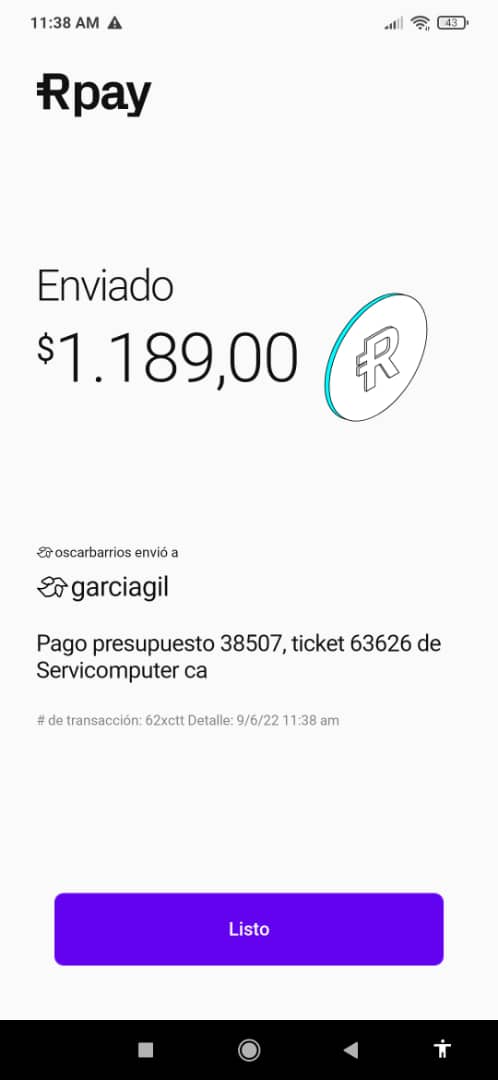 11:38 AM
43
Rpay
Enviado
$1.189,00
R
oscarbarrios envió a
garciagil
Pago presupuesto 38507, ticket 63626 de
Servicomputer ca
# de transacción: 62xctt Detalle: 9/6/22 11:38 am
Listo